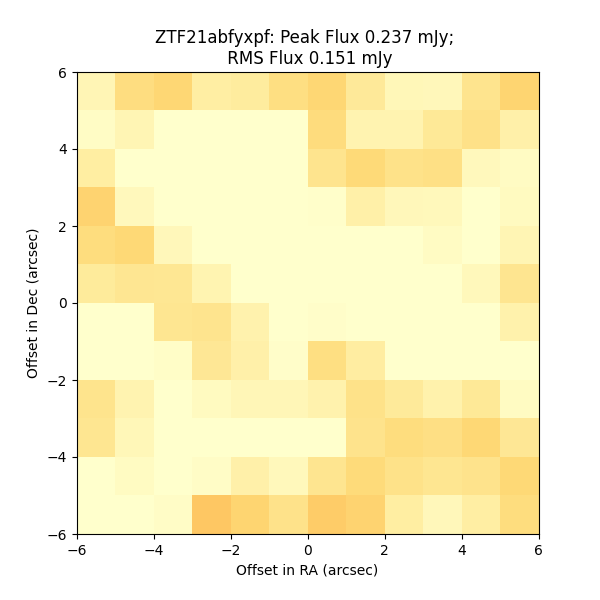 ZTF21abfyxpf: Peak Flux 0.237 mJy;
RMS Flux 0.151 mJy
6
4
2
0
−2
−4
−6
Offset in Dec (arcsec)
−6 −4 −2 0 2 4 6
Offset in RA (arcsec)